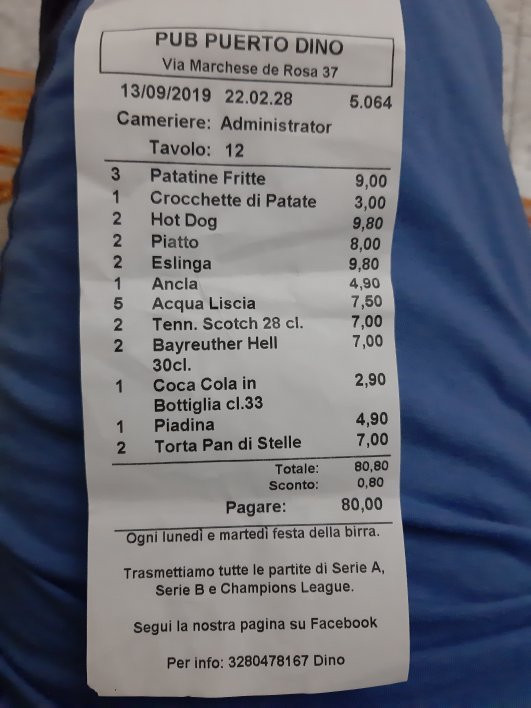 PUB PUERTO DINO
Via Marchese de Rosa 37
13/09/2019 22.02.28 5.064
Cameriere: Administrator
Tavolo: 12
3 Patatine Fritte 9,00
1 Crocchette di Patate 3,00
2 Hot Dog 9,80
2 Piatto 8,00
2 Eslinga 9,80
1 Ancla 4,90
5 Acqua Liscia 7,50
2 Tenn. Scotch 28 cl. 7,00
2 Bayreuther Hell 7,00
30cl.
1 Coca Cola in 2,90
Bottiglia cl.33
1 Piadina 4,90
2 Torta Pan di Stelle 7,00
Totale: 80,80
Sconto: 0,80
Pagare: 80,00
Ogni lunedì e martedì festa della birra.
Trasmettiamo tutte le partite di Serie A,
Serie B e Champions League.
Segui la nostra pagina su Facebook
Per info: 3280478167 Dino